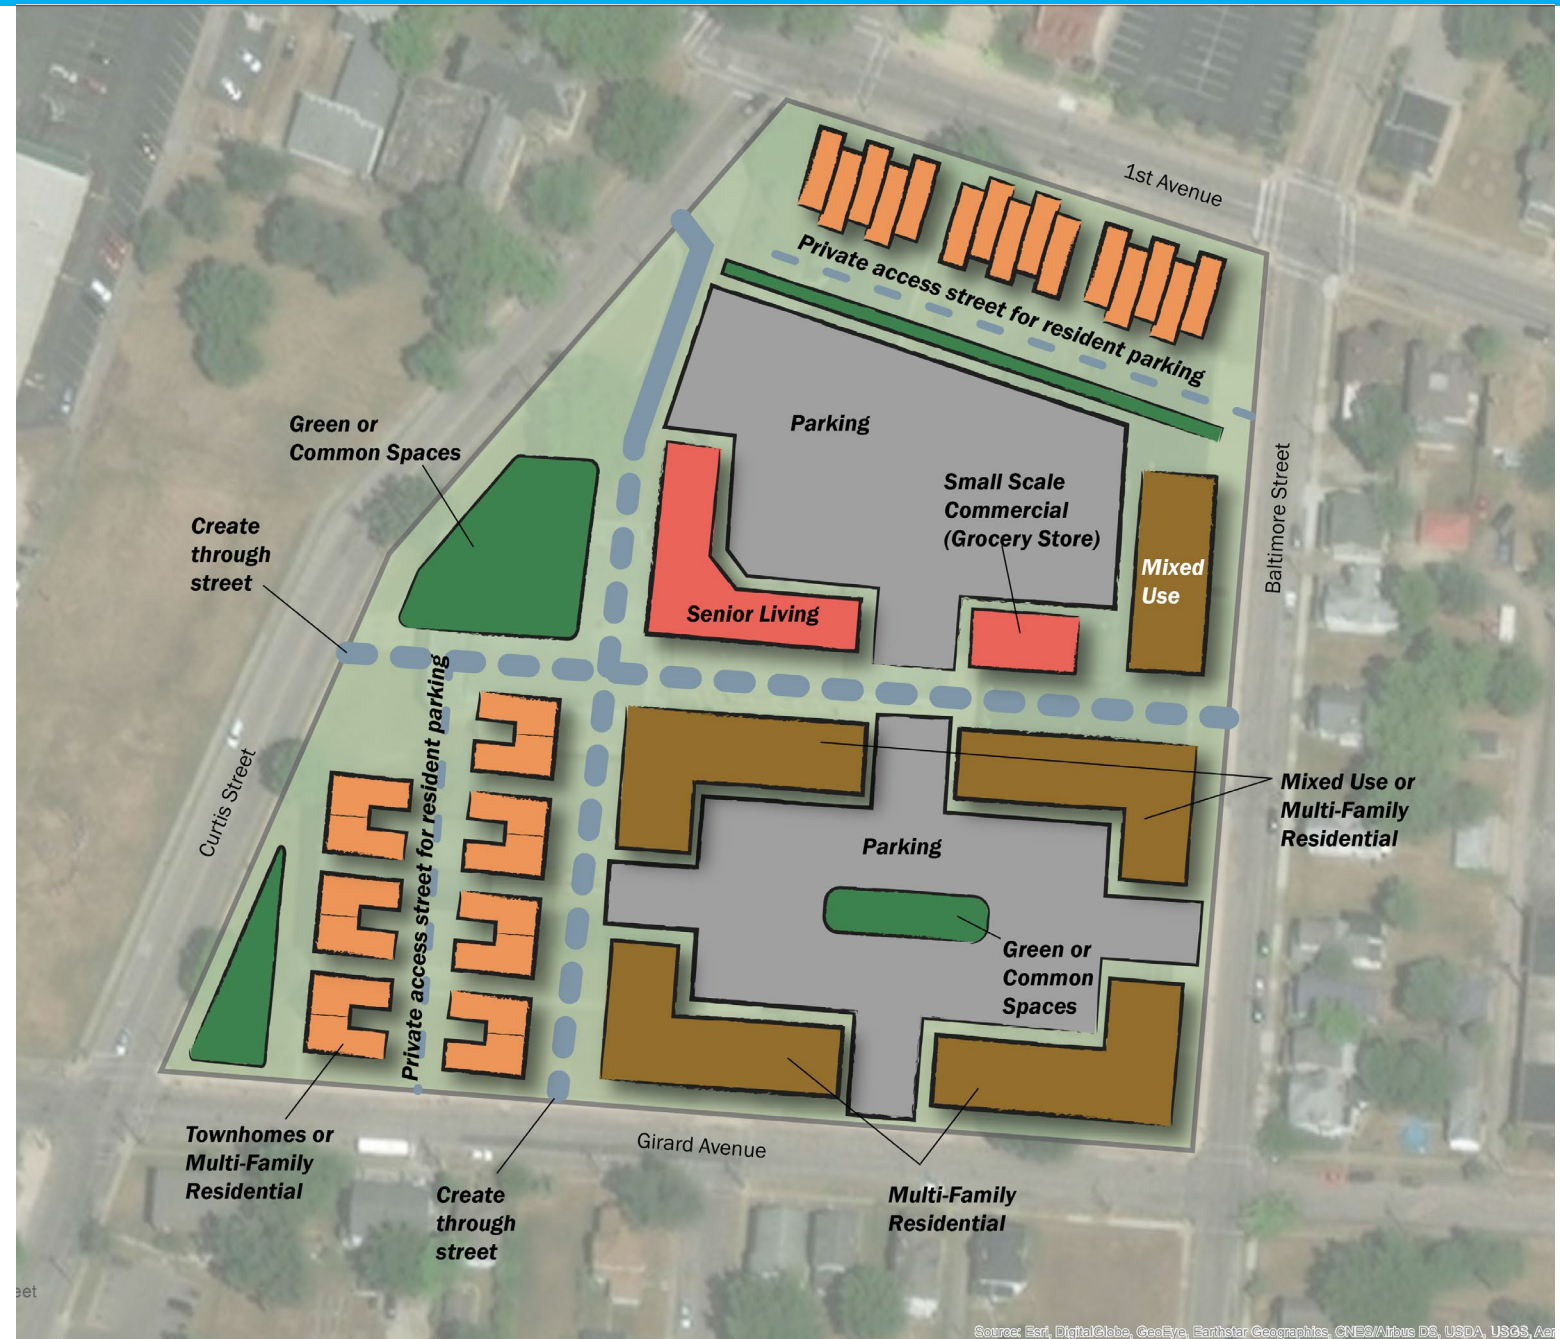 1st Avenue
Private access street for resident parking
Parking
Green or
Common Spaces
Small Scale
Commercial
(Grocery Store)
Baltimore Street
Create
through
street
Mixed
Use
Senior Living
Private access street for resident parking
Curtis Street
Mixed Use or
Multi-Family
Residential
Parking
Green or
Common
Spaces
Townhomes or
Multi-Family
Residential
Girard Avenue
Create
through
street
Multi-Family
Residential
eet
Source: Esri, DigitalGlobe, GeoEye, Earthstar Geographics, CNES/Airbus DS, USDA, USGS, Aer